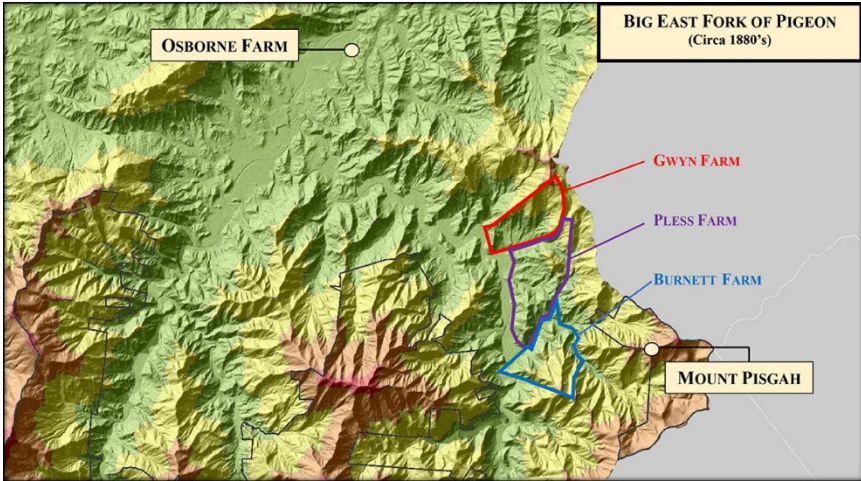 BIG EAST FORK OF PIGEON
(Circa 1880's)
OSBORNE FARM
GWYN FARM
PLESS FARM
BURNETT FARM
MOUNT PISGAH